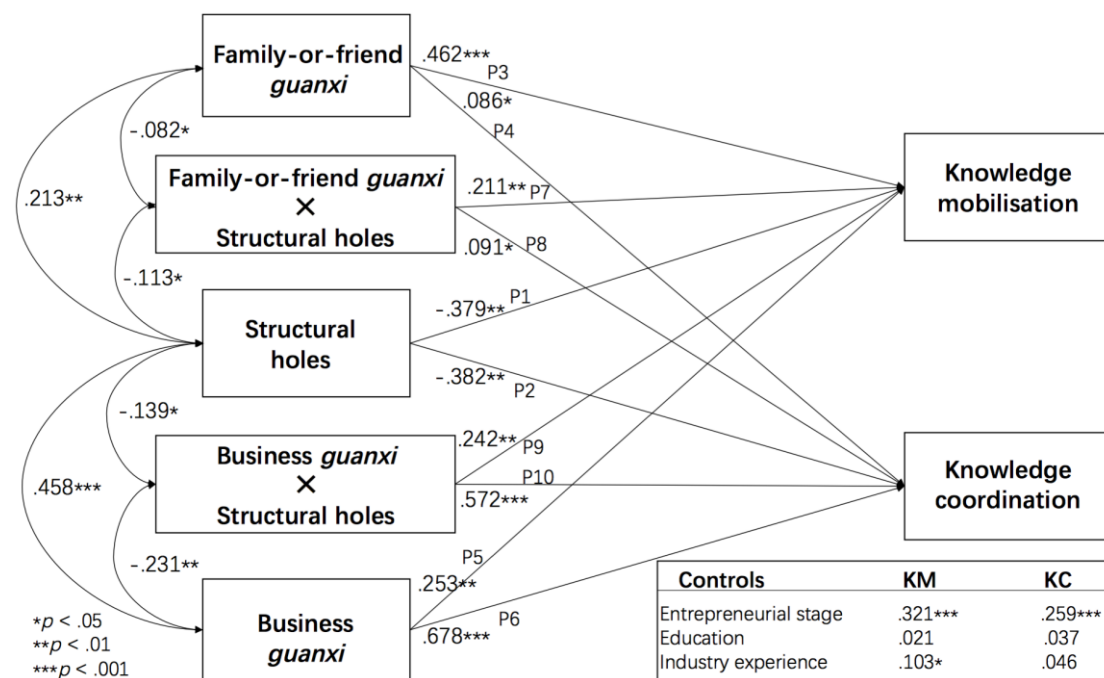 Family-or-friend
guanxi
.462***
P3
.086*
P4
-.082*
Knowledge
mobilisation
Family-or-friend guanxi
×
Structural holes
.211**
P7
.213**
.091*
P8
-.113*
P1
Structural
holes
-.379**
-.382**
P2
-.139*
Business guanxi
×
Structural holes
.242**
P9
P10
.572***
Knowledge
coordination
.458***
-.231**
P5
.253**
Business
guanxi
.678***
P6
*p < .05
**p < .01
***p < .001
Controls KM KC
Entrepreneurial stage .321*** .259***
Education .021 .037
Industry experience .103* .046